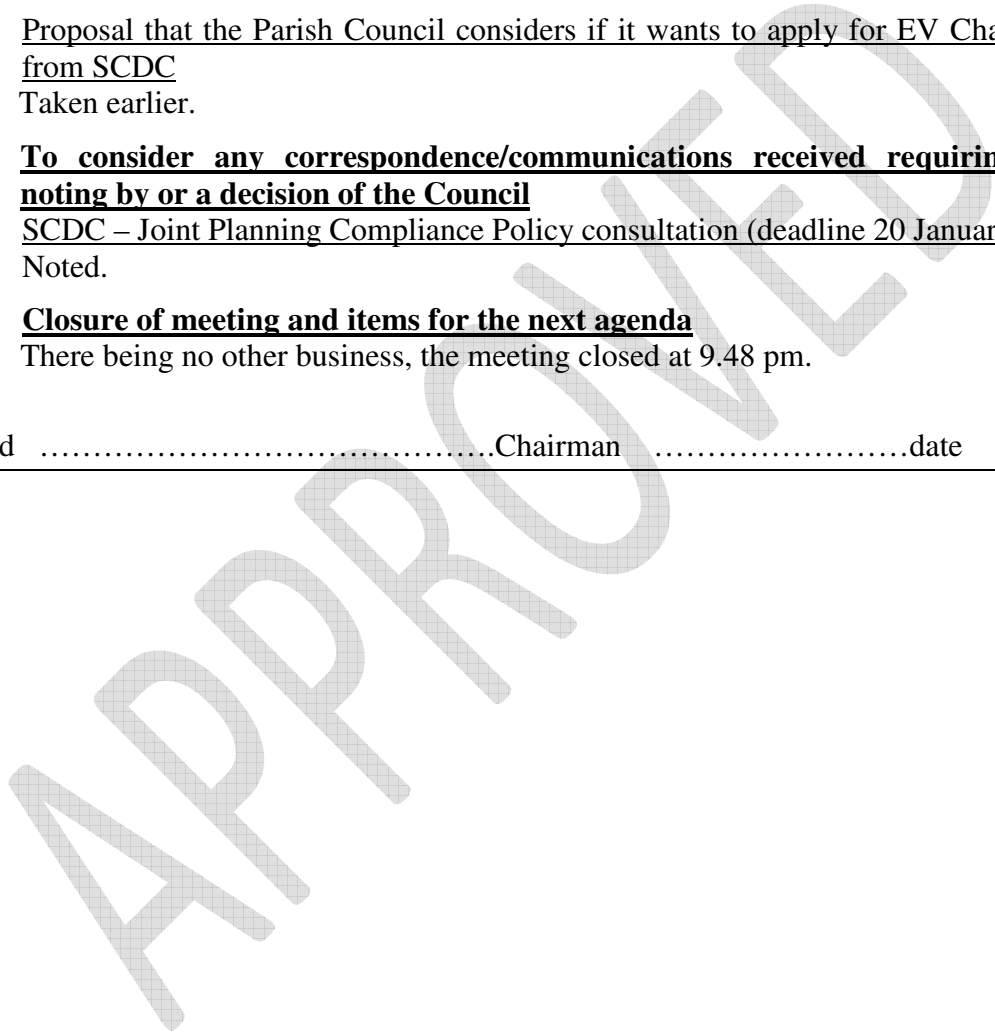 Proposal that the Parish Council considers if it wants to apply for EV Cha
from SCDC
Taken earlier.
To consider any correspondence/communications received requirin
noting by or a decision of the Council
SCDC – Joint Planning Compliance Policy consultation (deadline 20 Januar
Noted.
Closure of meeting and items for the next agenda
There being no other business, the meeting closed at 9.48 pm.
d …………………………………….Chairman ……………………date
APPROVED